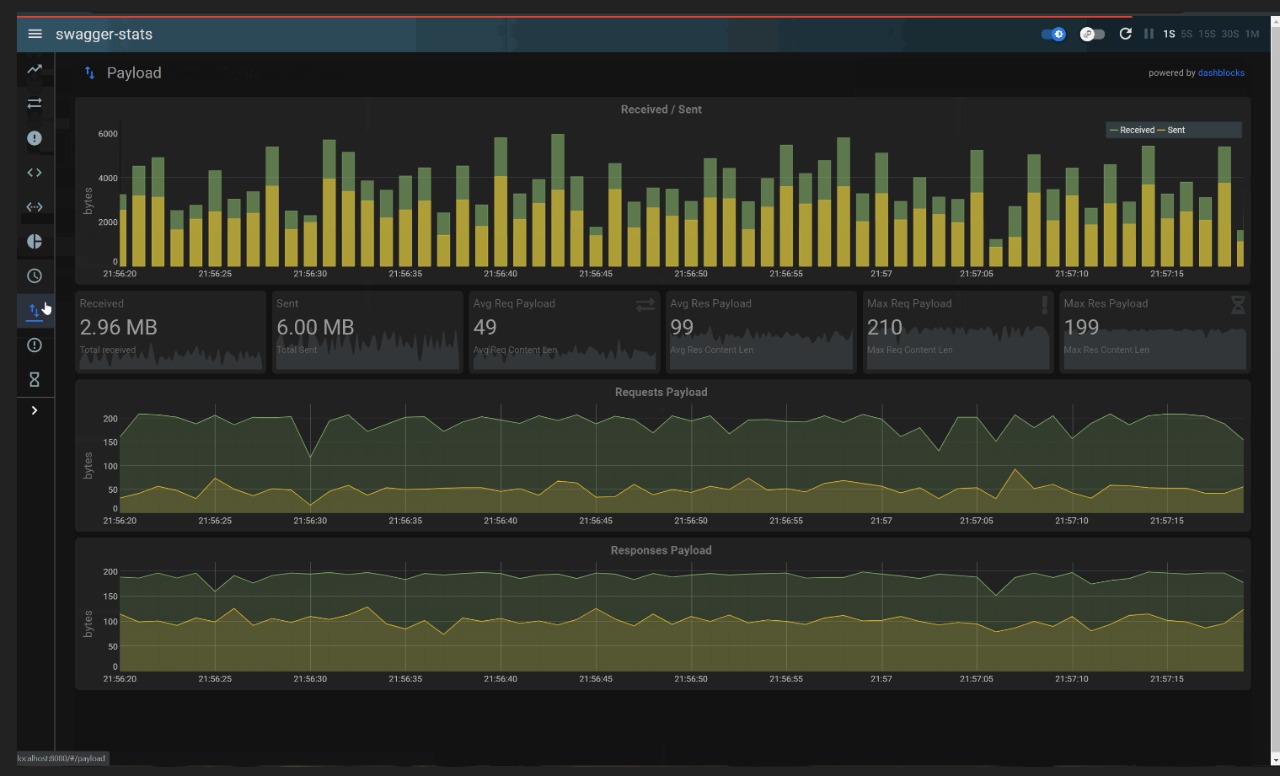 swagger-stats
1S 5S 15S 30S 1M
Payload
powered by dashblocks
Received / Sent
Received Sent
6000
4000
2000
0
bytes
21:56:20 21:56:25 21:56:30 21:56:35 21:56:40 21:56:45 21:56:50 21:56:55 21:57 21:57:05 21:57:10 21:57:15
Received
2.96 MB
Total received
Sent
6.00 MB
Total Sent
Avg Req Payload
49
Avg Req Content Len
Avg Res Payload
99
Avg Res Content Len
Max Req Payload
210
Max Req Content Len
Max Res Payload
199
Max Res Content Len
Requests Payload
200
150
100
50
0
bytes
21:56:20 21:56:25 21:56:30 21:56:35 21:56:40 21:56:45 21:56:50 21:56:55 21:57 21:57:05 21:57:10 21:57:15
Responses Payload
200
150
100
50
0
bytes
21:56:20 21:56:25 21:56:30 21:56:35 21:56:40 21:56:45 21:56:50 21:56:55 21:57 21:57:05 21:57:10 21:57:15
localhost:8080/#/payload